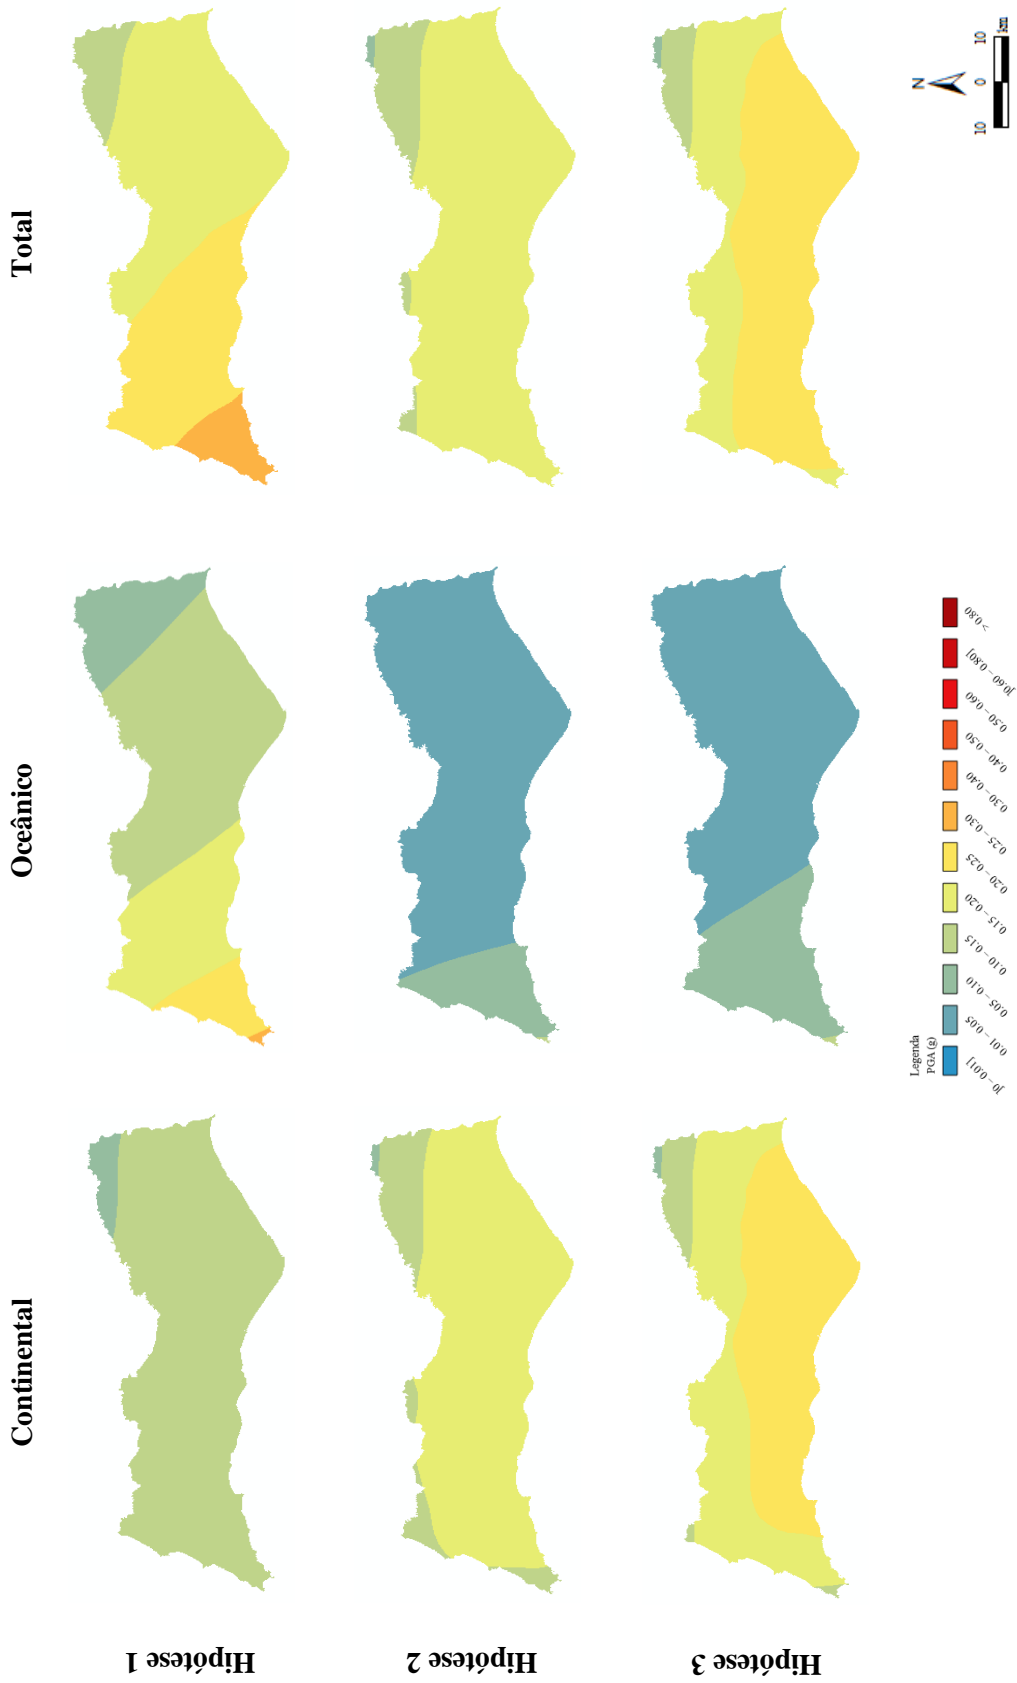 Continental
Oceânico
Total
Hipótese 1
Hipótese 2
Hipótese 3
Legenda
PGA (g)
]0 – 0.01]
0.01 – 0.05
0.05 – 0.10
0.10 – 0.15
0.15 – 0.20
0.20 – 0.25
0.25 – 0.30
0.30 – 0.40
0.40 – 0.50
0.50 – 0.60
]0.60 – 0.80]
> 0.80
N
10 0 10
km